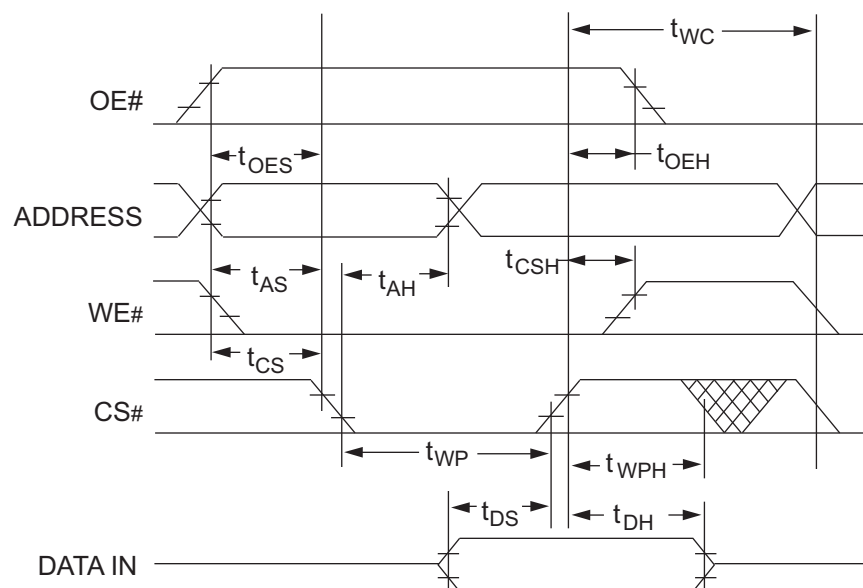 tWC
OE#
tOES
tOEH
ADDRESS
tAS
tAH
tCSH
WE#
tCS
CS#
tWP
tWPH
tDS
tDH
DATA IN